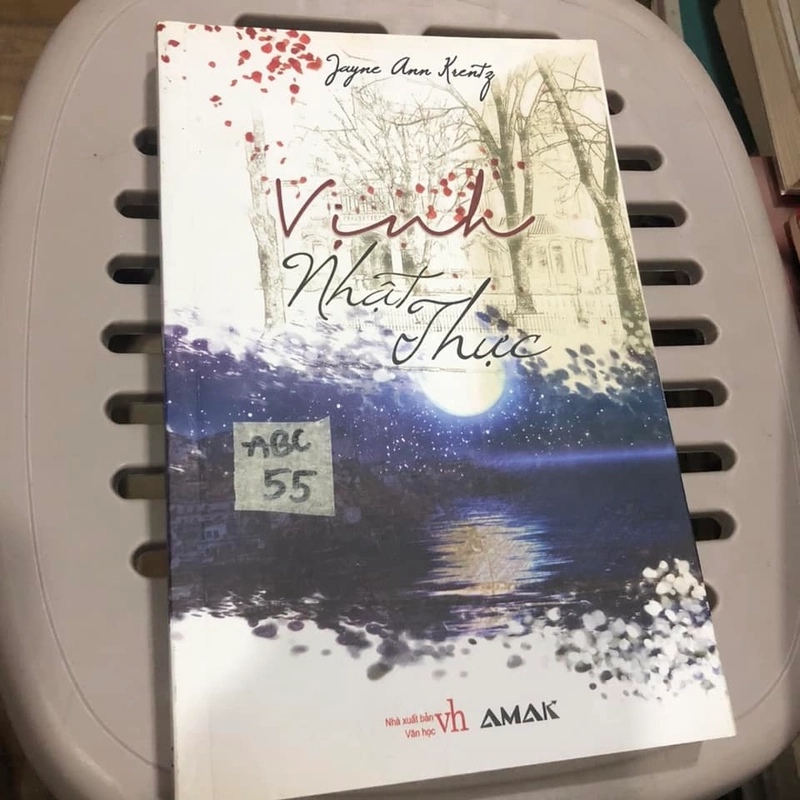 Jayne Ann Krentz
Vịnh
Nhật Thực
ABC
55
Nhà xuất bản
Văn học
vh
AMAK